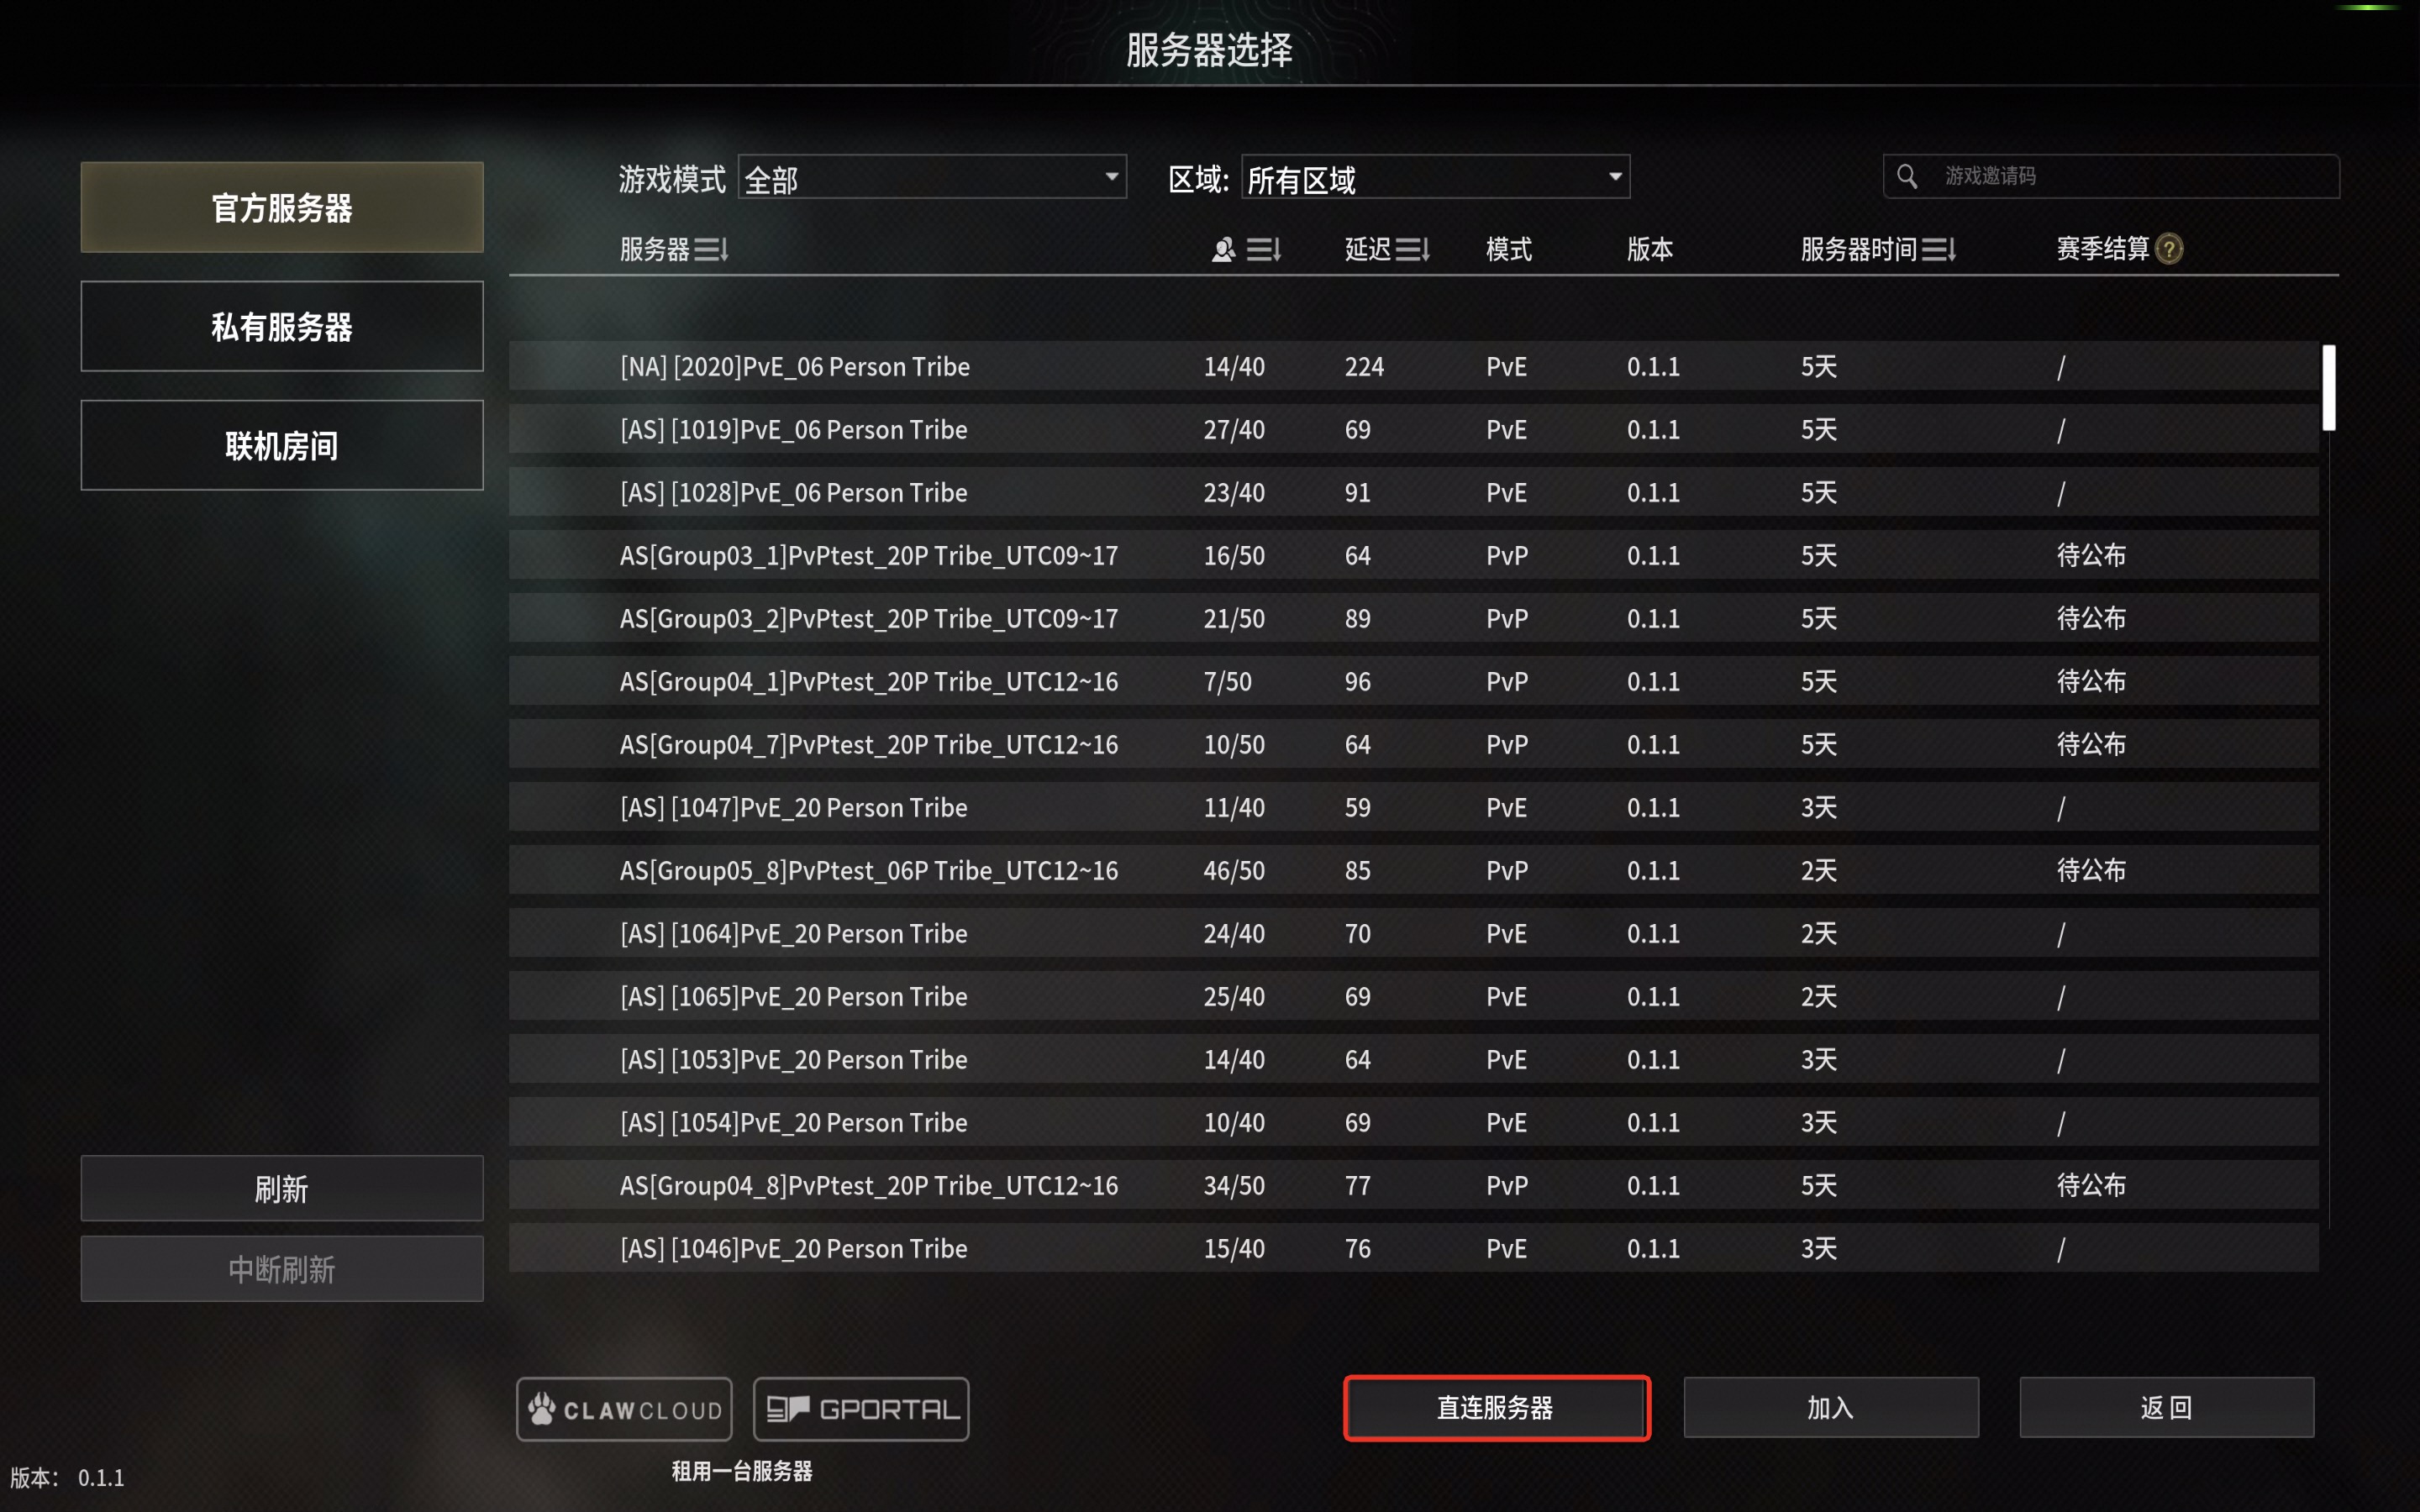 服务器选择
官方服务器
私有服务器
联机房间
刷新
中断刷新
游戏模式 全部 区域: 所有区域 游戏邀请码
服务器 延迟 模式 版本 服务器时间 赛季结算 ?
[NA] [2020]PvE_06 Person Tribe 14/40 224 PvE 0.1.1 5天 /
[AS] [1019]PvE_06 Person Tribe 27/40 69 PvE 0.1.1 5天 /
[AS] [1028]PvE_06 Person Tribe 23/40 91 PvE 0.1.1 5天 /
AS[Group03_1]PvPtest_20P Tribe_UTC09~17 16/50 64 PvP 0.1.1 5天 待公布
AS[Group03_2]PvPtest_20P Tribe_UTC09~17 21/50 89 PvP 0.1.1 5天 待公布
AS[Group04_1]PvPtest_20P Tribe_UTC12~16 7/50 96 PvP 0.1.1 5天 待公布
AS[Group04_7]PvPtest_20P Tribe_UTC12~16 10/50 64 PvP 0.1.1 5天 待公布
[AS] [1047]PvE_20 Person Tribe 11/40 59 PvE 0.1.1 3天 /
AS[Group05_8]PvPtest_06P Tribe_UTC12~16 46/50 85 PvP 0.1.1 2天 待公布
[AS] [1064]PvE_20 Person Tribe 24/40 70 PvE 0.1.1 2天 /
[AS] [1065]PvE_20 Person Tribe 25/40 69 PvE 0.1.1 2天 /
[AS] [1053]PvE_20 Person Tribe 14/40 64 PvE 0.1.1 3天 /
[AS] [1054]PvE_20 Person Tribe 10/40 69 PvE 0.1.1 3天 /
AS[Group04_8]PvPtest_20P Tribe_UTC12~16 34/50 77 PvP 0.1.1 5天 待公布
[AS] [1046]PvE_20 Person Tribe 15/40 76 PvE 0.1.1 3天 /
CLAWCLOUD GPORTAL 直连服务器 加入 返回
租用一台服务器
版本： 0.1.1